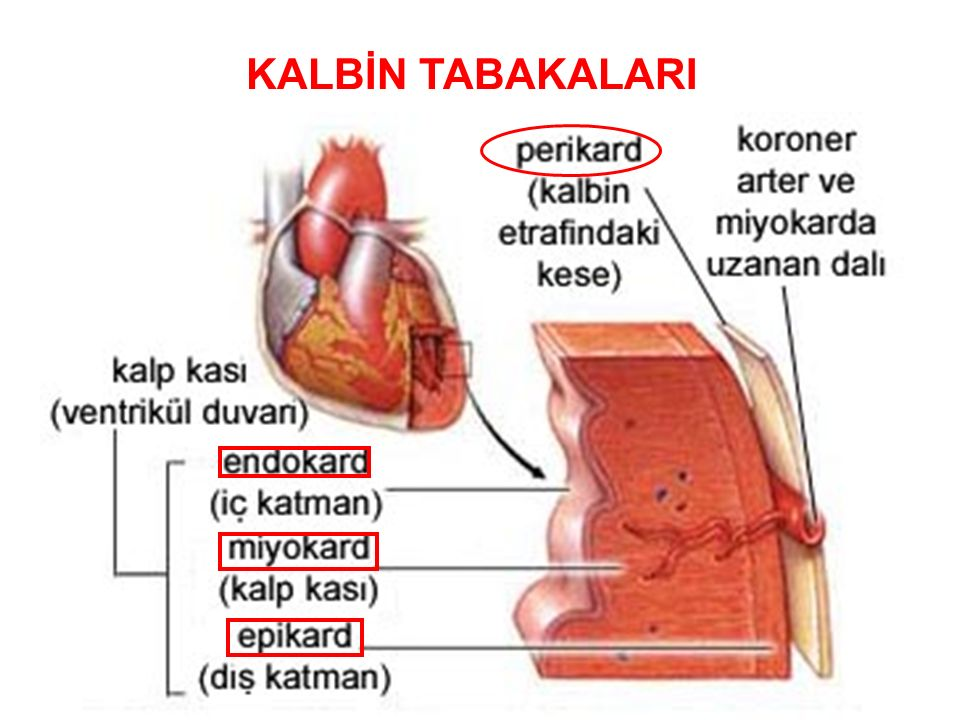 KALBİN TABAKALARI
perikard
(kalbin
etrafındaki
kese)
koroner
arter ve
miyokarda
uzanan dalı
kalp kası
(ventrikül duvari)
endokard
(iç katman)
miyokard
(kalp kası)
epikard
(dış katman)